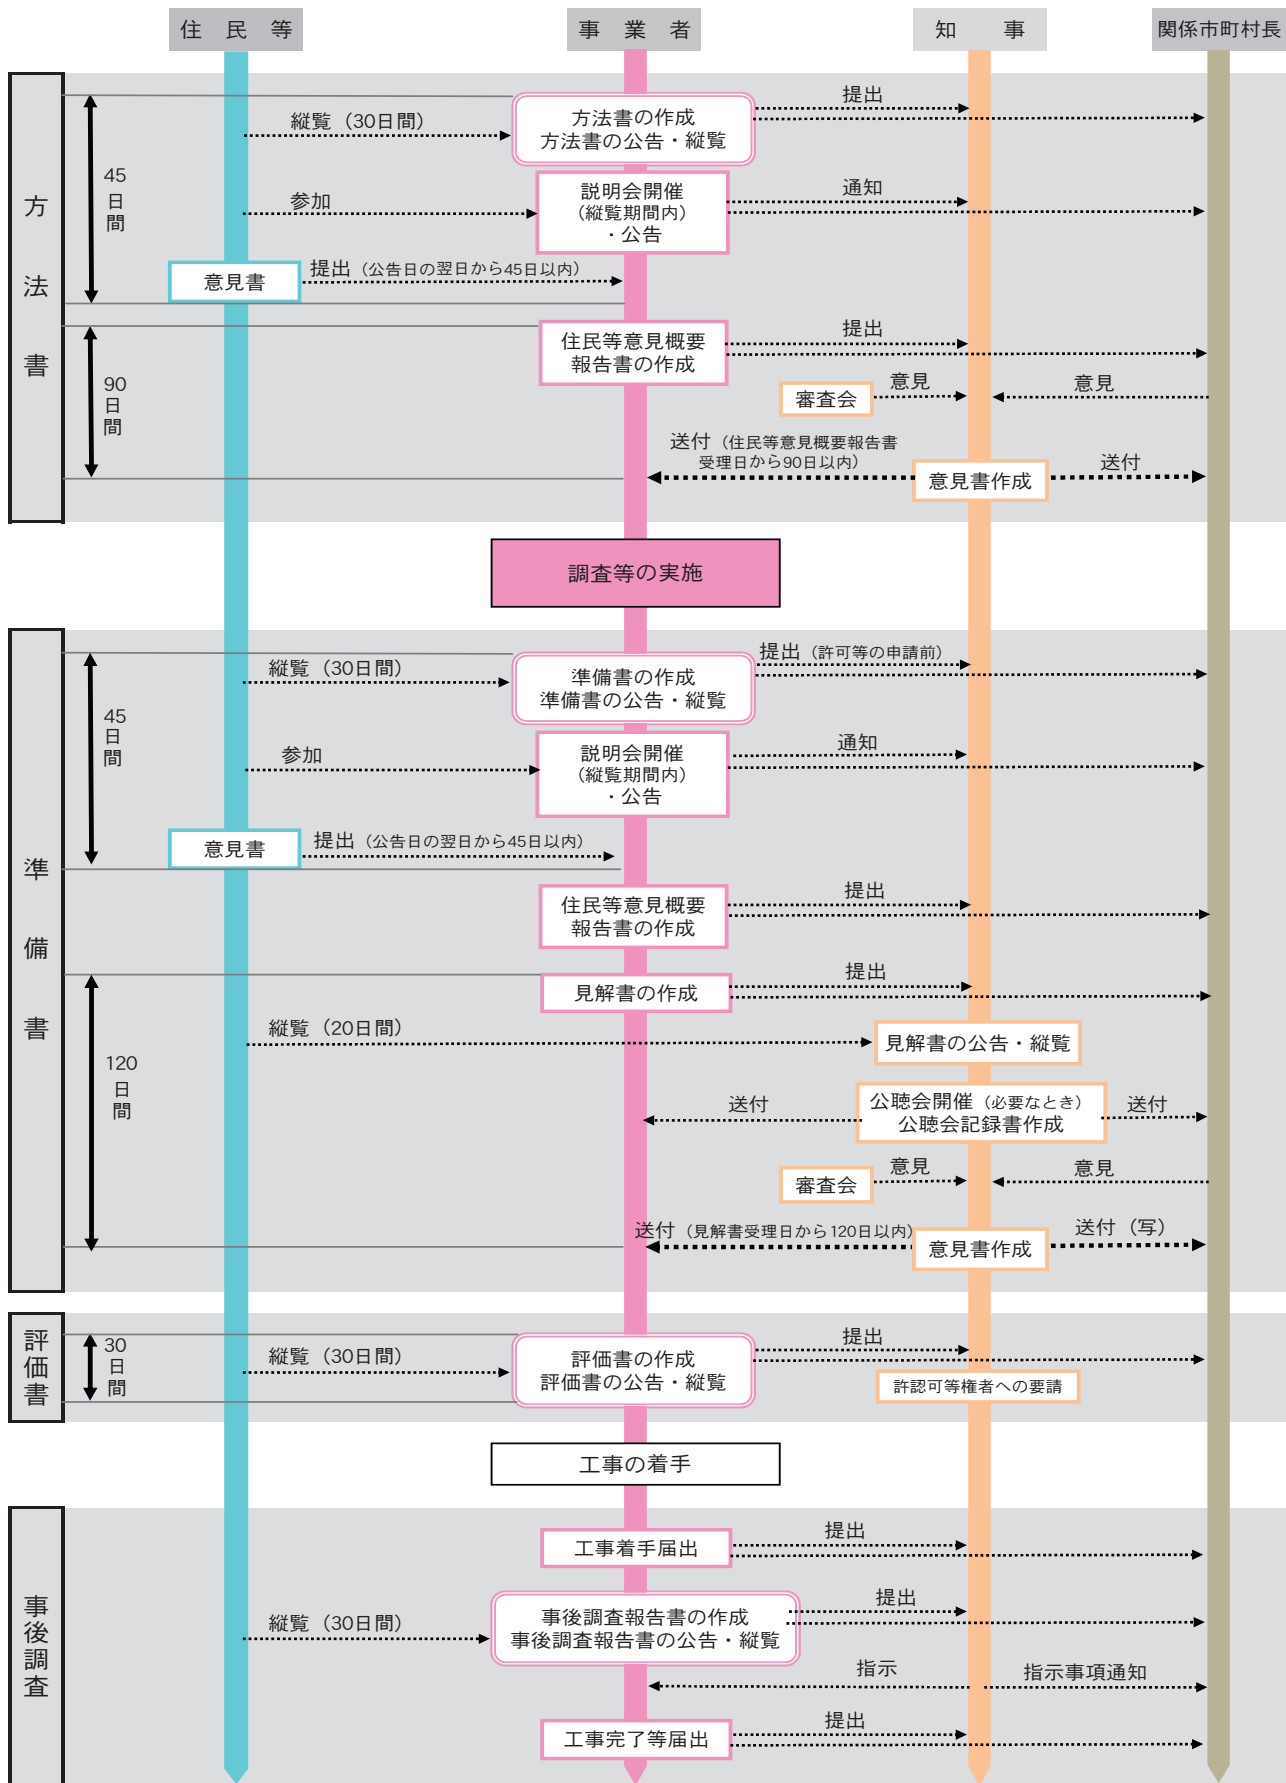 住民等
事業者
知事
関係市町村長
方法書
45日間
縦覧（30日間）
方法書の作成
方法書の公告・縦覧
提出
参加
説明会開催
（縦覧期間内）
・公告
通知
意見書
提出（公告日の翌日から45日以内）
90日間
住民等意見概要
報告書の作成
提出
審査会
意見
意見
送付（住民等意見概要報告書
受理日から90日以内）
意見書作成
送付
調査等の実施
準備書
45日間
縦覧（30日間）
準備書の作成
準備書の公告・縦覧
提出（許可等の申請前）
参加
説明会開催
（縦覧期間内）
・公告
通知
意見書
提出（公告日の翌日から45日以内）
住民等意見概要
報告書の作成
提出
120日間
見解書の作成
提出
縦覧（20日間）
見解書の公告・縦覧
送付
公聴会開催（必要なとき）
公聴会記録書作成
送付
審査会
意見
意見
送付（見解書受理日から120日以内）
意見書作成
送付（写）
評価書
30日間
縦覧（30日間）
評価書の作成
評価書の公告・縦覧
提出
許認可等権者への要請
工事の着手
事後調査
工事着手届出
提出
縦覧（30日間）
事後調査報告書の作成
事後調査報告書の公告・縦覧
提出
指示
指示事項通知
工事完了等届出
提出